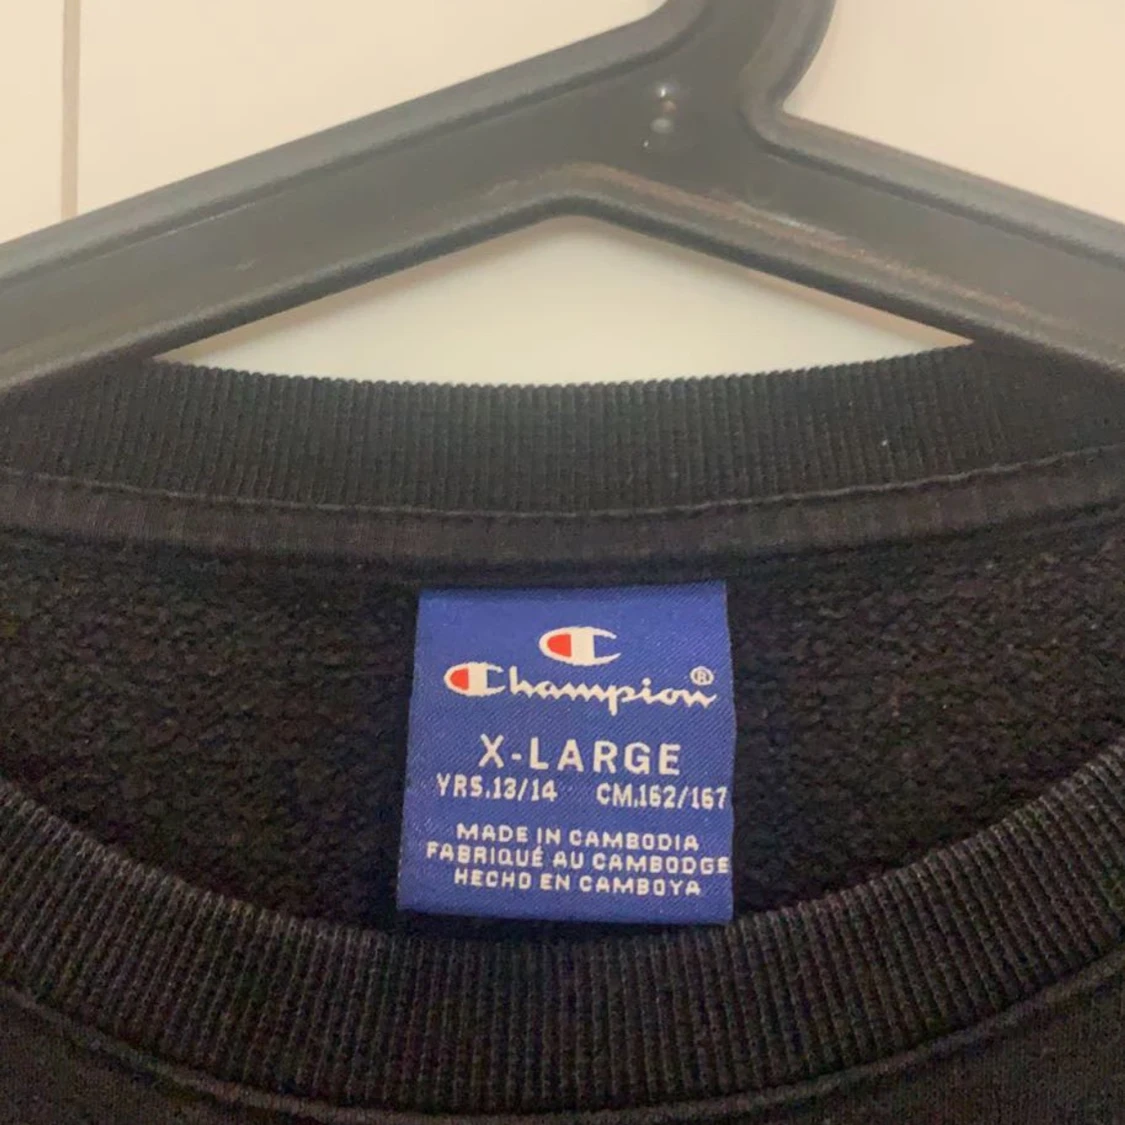 Champion®
X-LARGE
YRS.13/14 CM.162/167
MADE IN CAMBODIA
FABRIQUÉ AU CAMBODGE
HECHO EN CAMBOYA